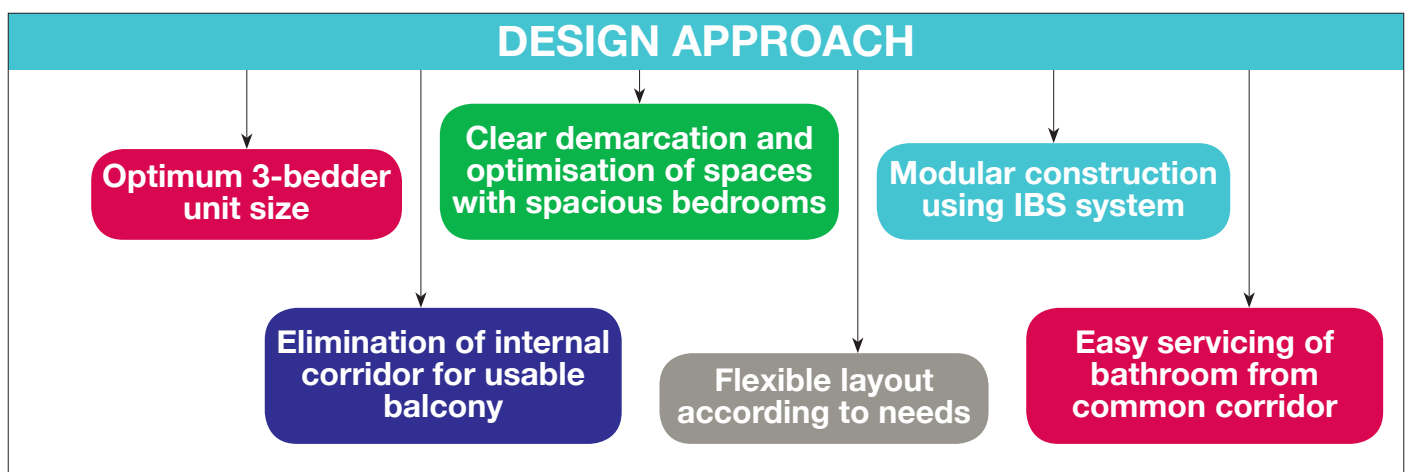 DESIGN APPROACH
Optimum 3-bedder
unit size
Elimination of internal
corridor for usable
balcony
Clear demarcation and
optimisation of spaces
with spacious bedrooms
Flexible layout
according to needs
Modular construction
using IBS system
Easy servicing of
bathroom from
common corridor